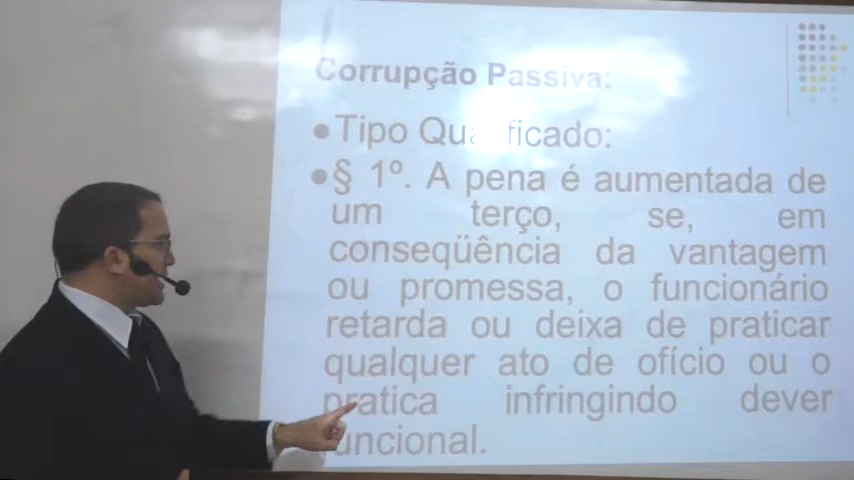 Corrupção Passiva:
Tipo Qualificado:
§ 1º. A pena é aumentada de
um terço, se, em
conseqüência da vantagem
ou promessa, o funcionário
retarda ou deixa de praticar
qualquer ato de ofício ou o
pratica infringindo dever
funcional.